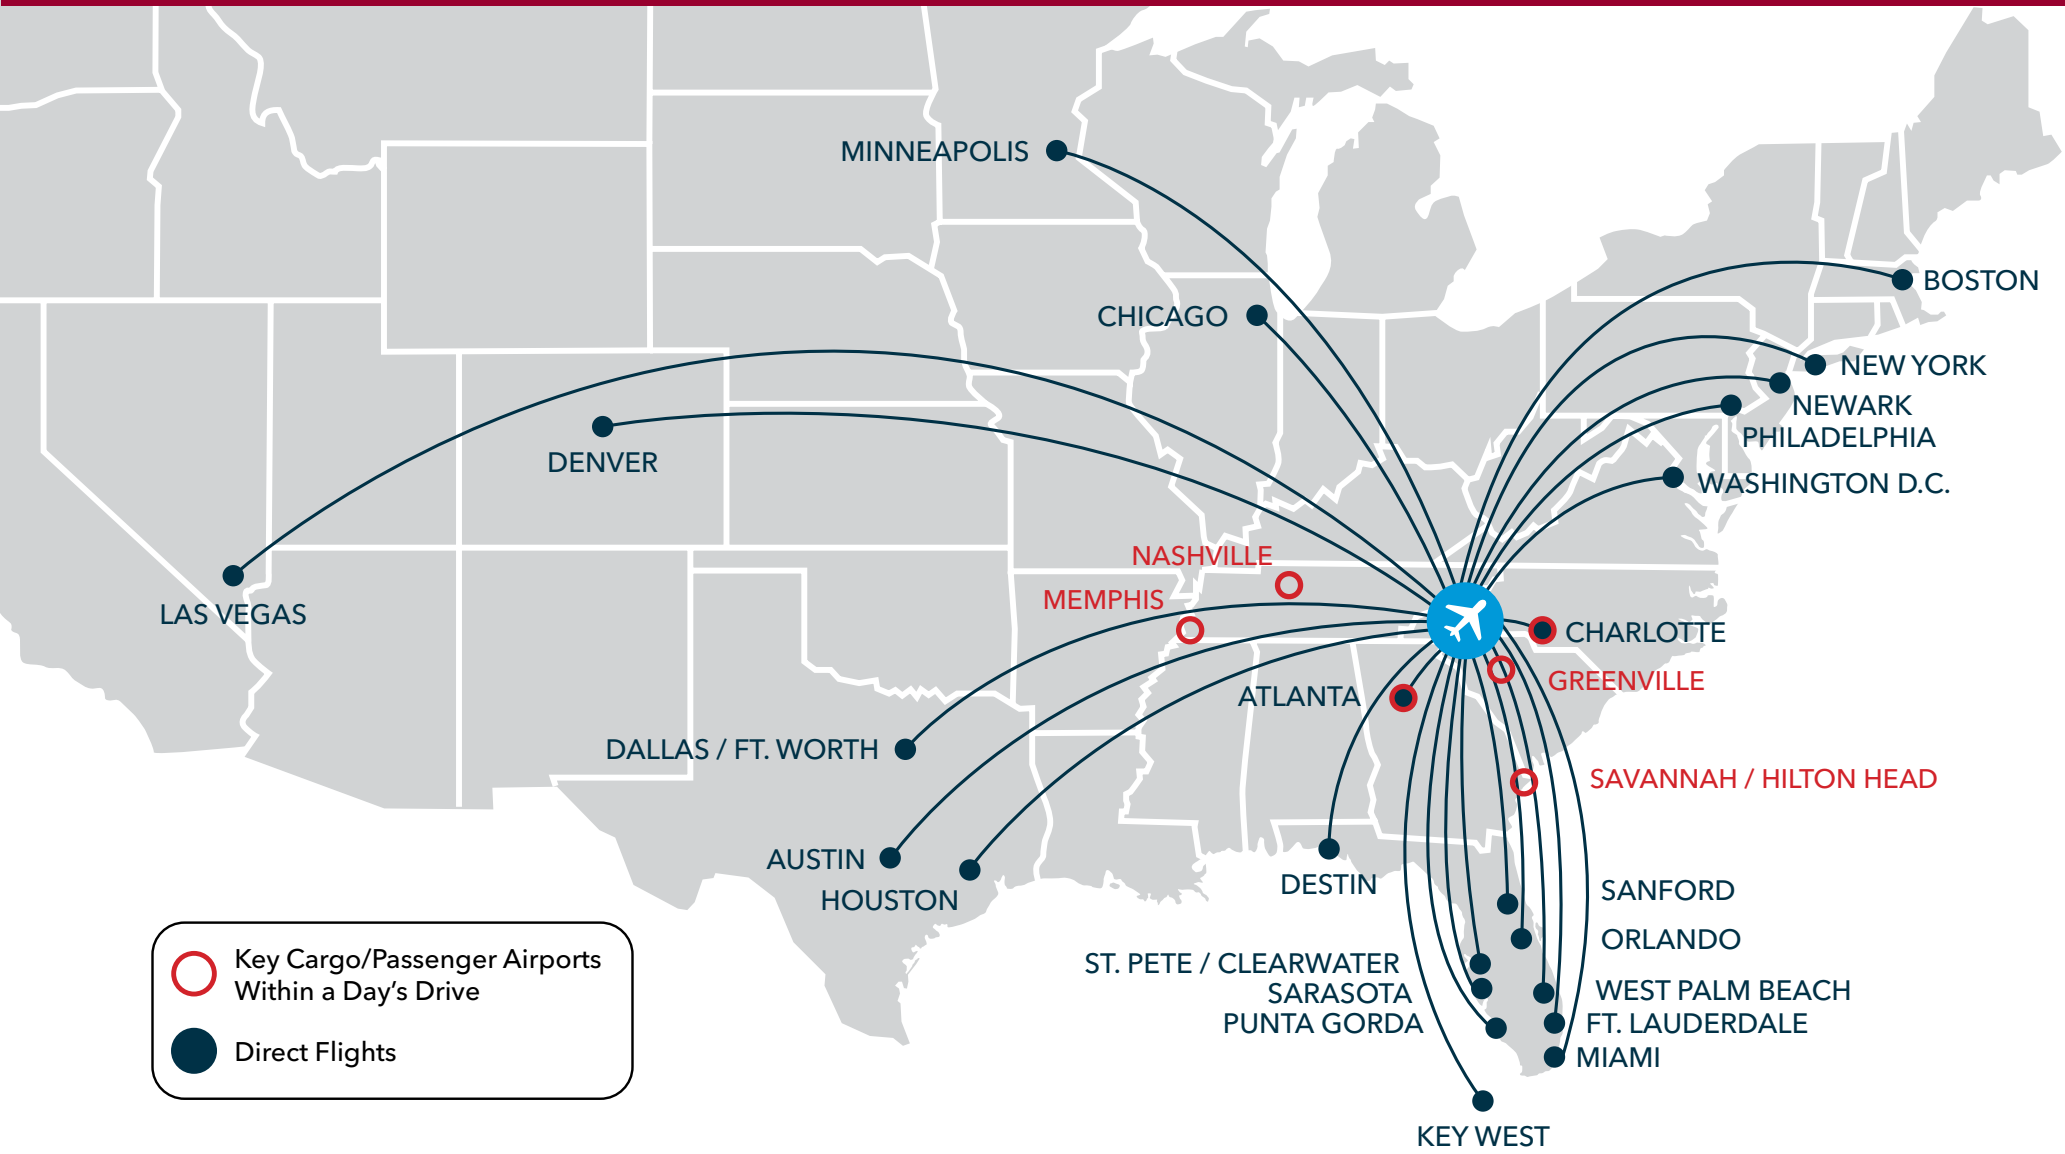 MINNEAPOLIS
BOSTON
CHICAGO
NEW YORK
NEWARK
PHILADELPHIA
DENVER
WASHINGTON D.C.
NASHVILLE
MEMPHIS
LAS VEGAS
CHARLOTTE
GREENVILLE
ATLANTA
DALLAS / FT. WORTH
SAVANNAH / HILTON HEAD
AUSTIN
HOUSTON
DESTIN
SANFORD
ORLANDO
ST. PETE / CLEARWATER
SARASOTA
PUNTA GORDA
WEST PALM BEACH
FT. LAUDERDALE
MIAMI
KEY WEST
Key Cargo/Passenger Airports
Within a Day's Drive
Direct Flights